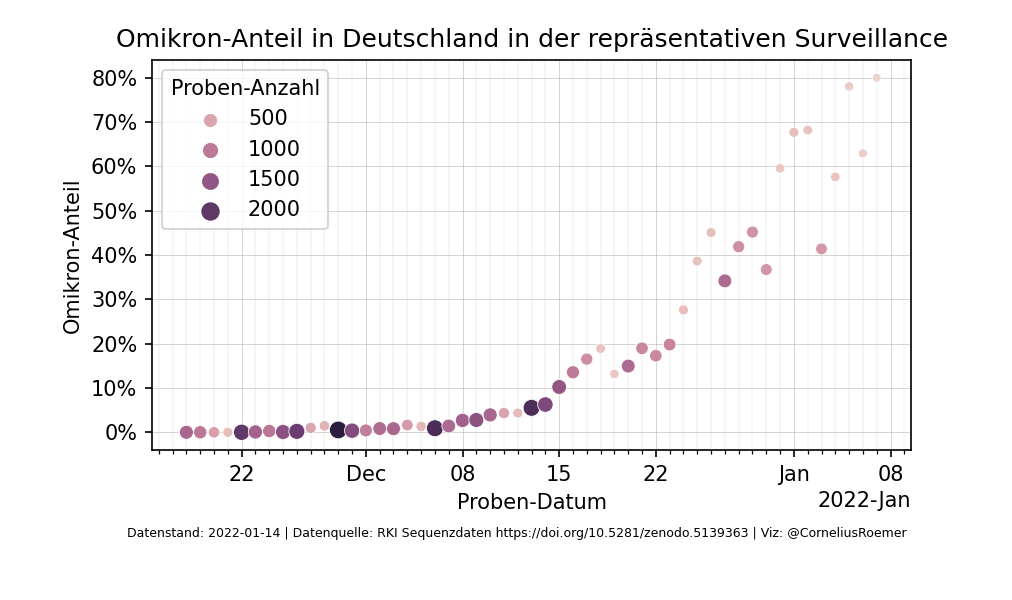 Omikron-Anteil in Deutschland in der repräsentativen Surveillance
Omikron-Anteil
80%
70%
60%
50%
40%
30%
20%
10%
0%
Proben-Anzahl
500
1000
1500
2000
22 Dec 08 15 22 Jan 08
Proben-Datum
2022-Jan
Datenstand: 2022-01-14 | Datenquelle: RKI Sequenzdaten https://doi.org/10.5281/zenodo.5139363 | Viz: @CorneliusRoemer